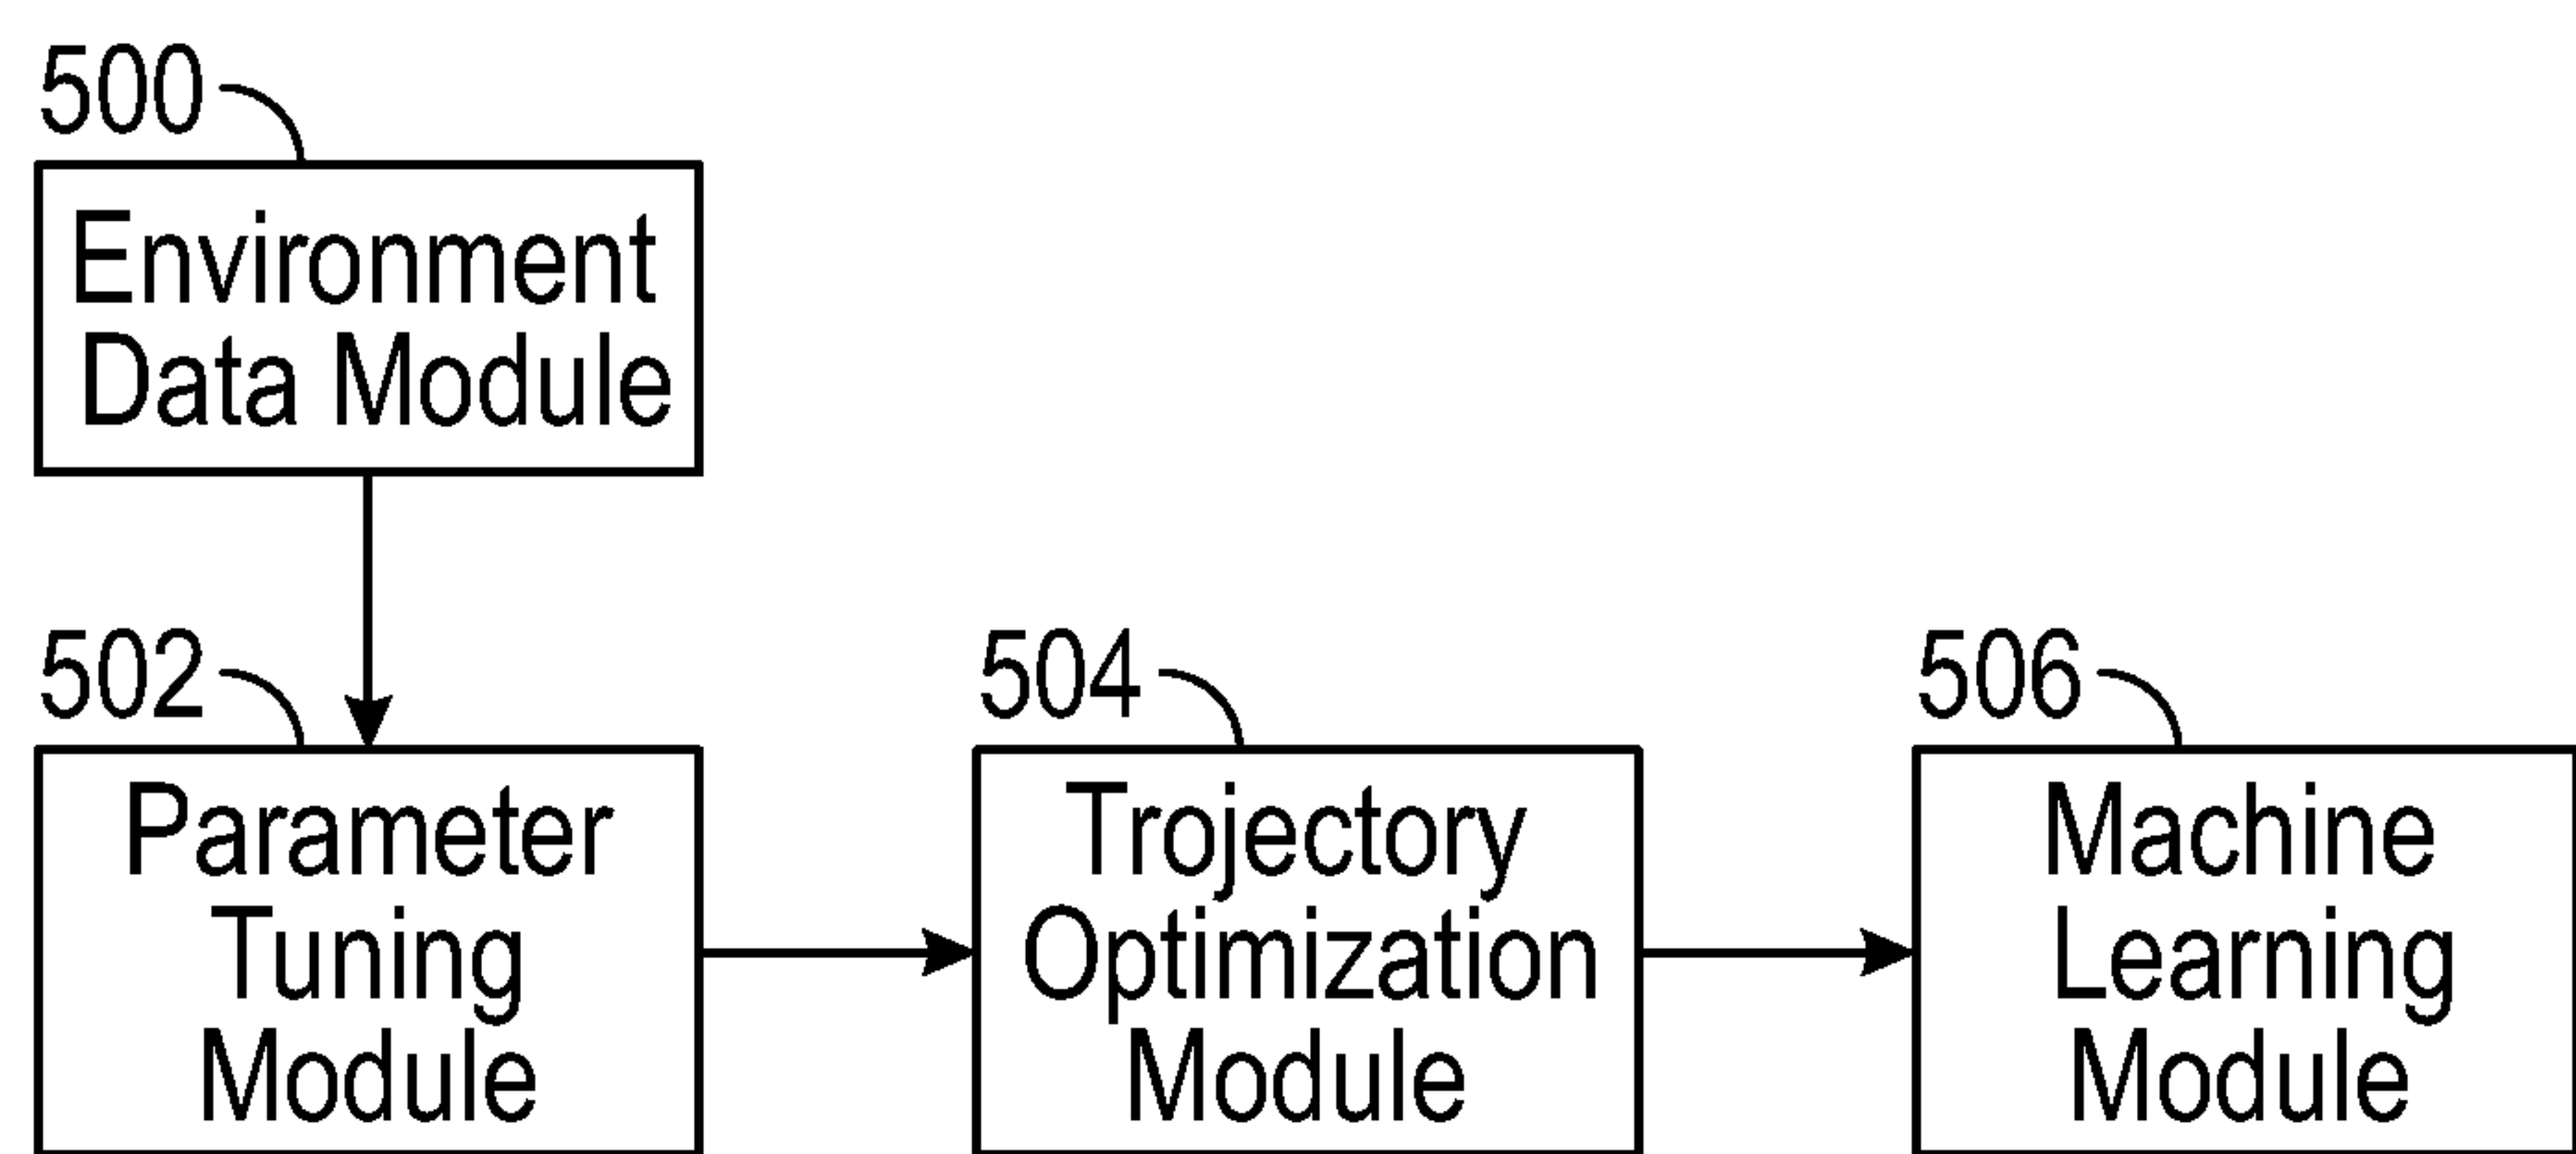 500
Environment
Data Module
502
Parameter
Tuning
Module
504
Trojectory
Optimization
Module
506
Machine
Learning
Module